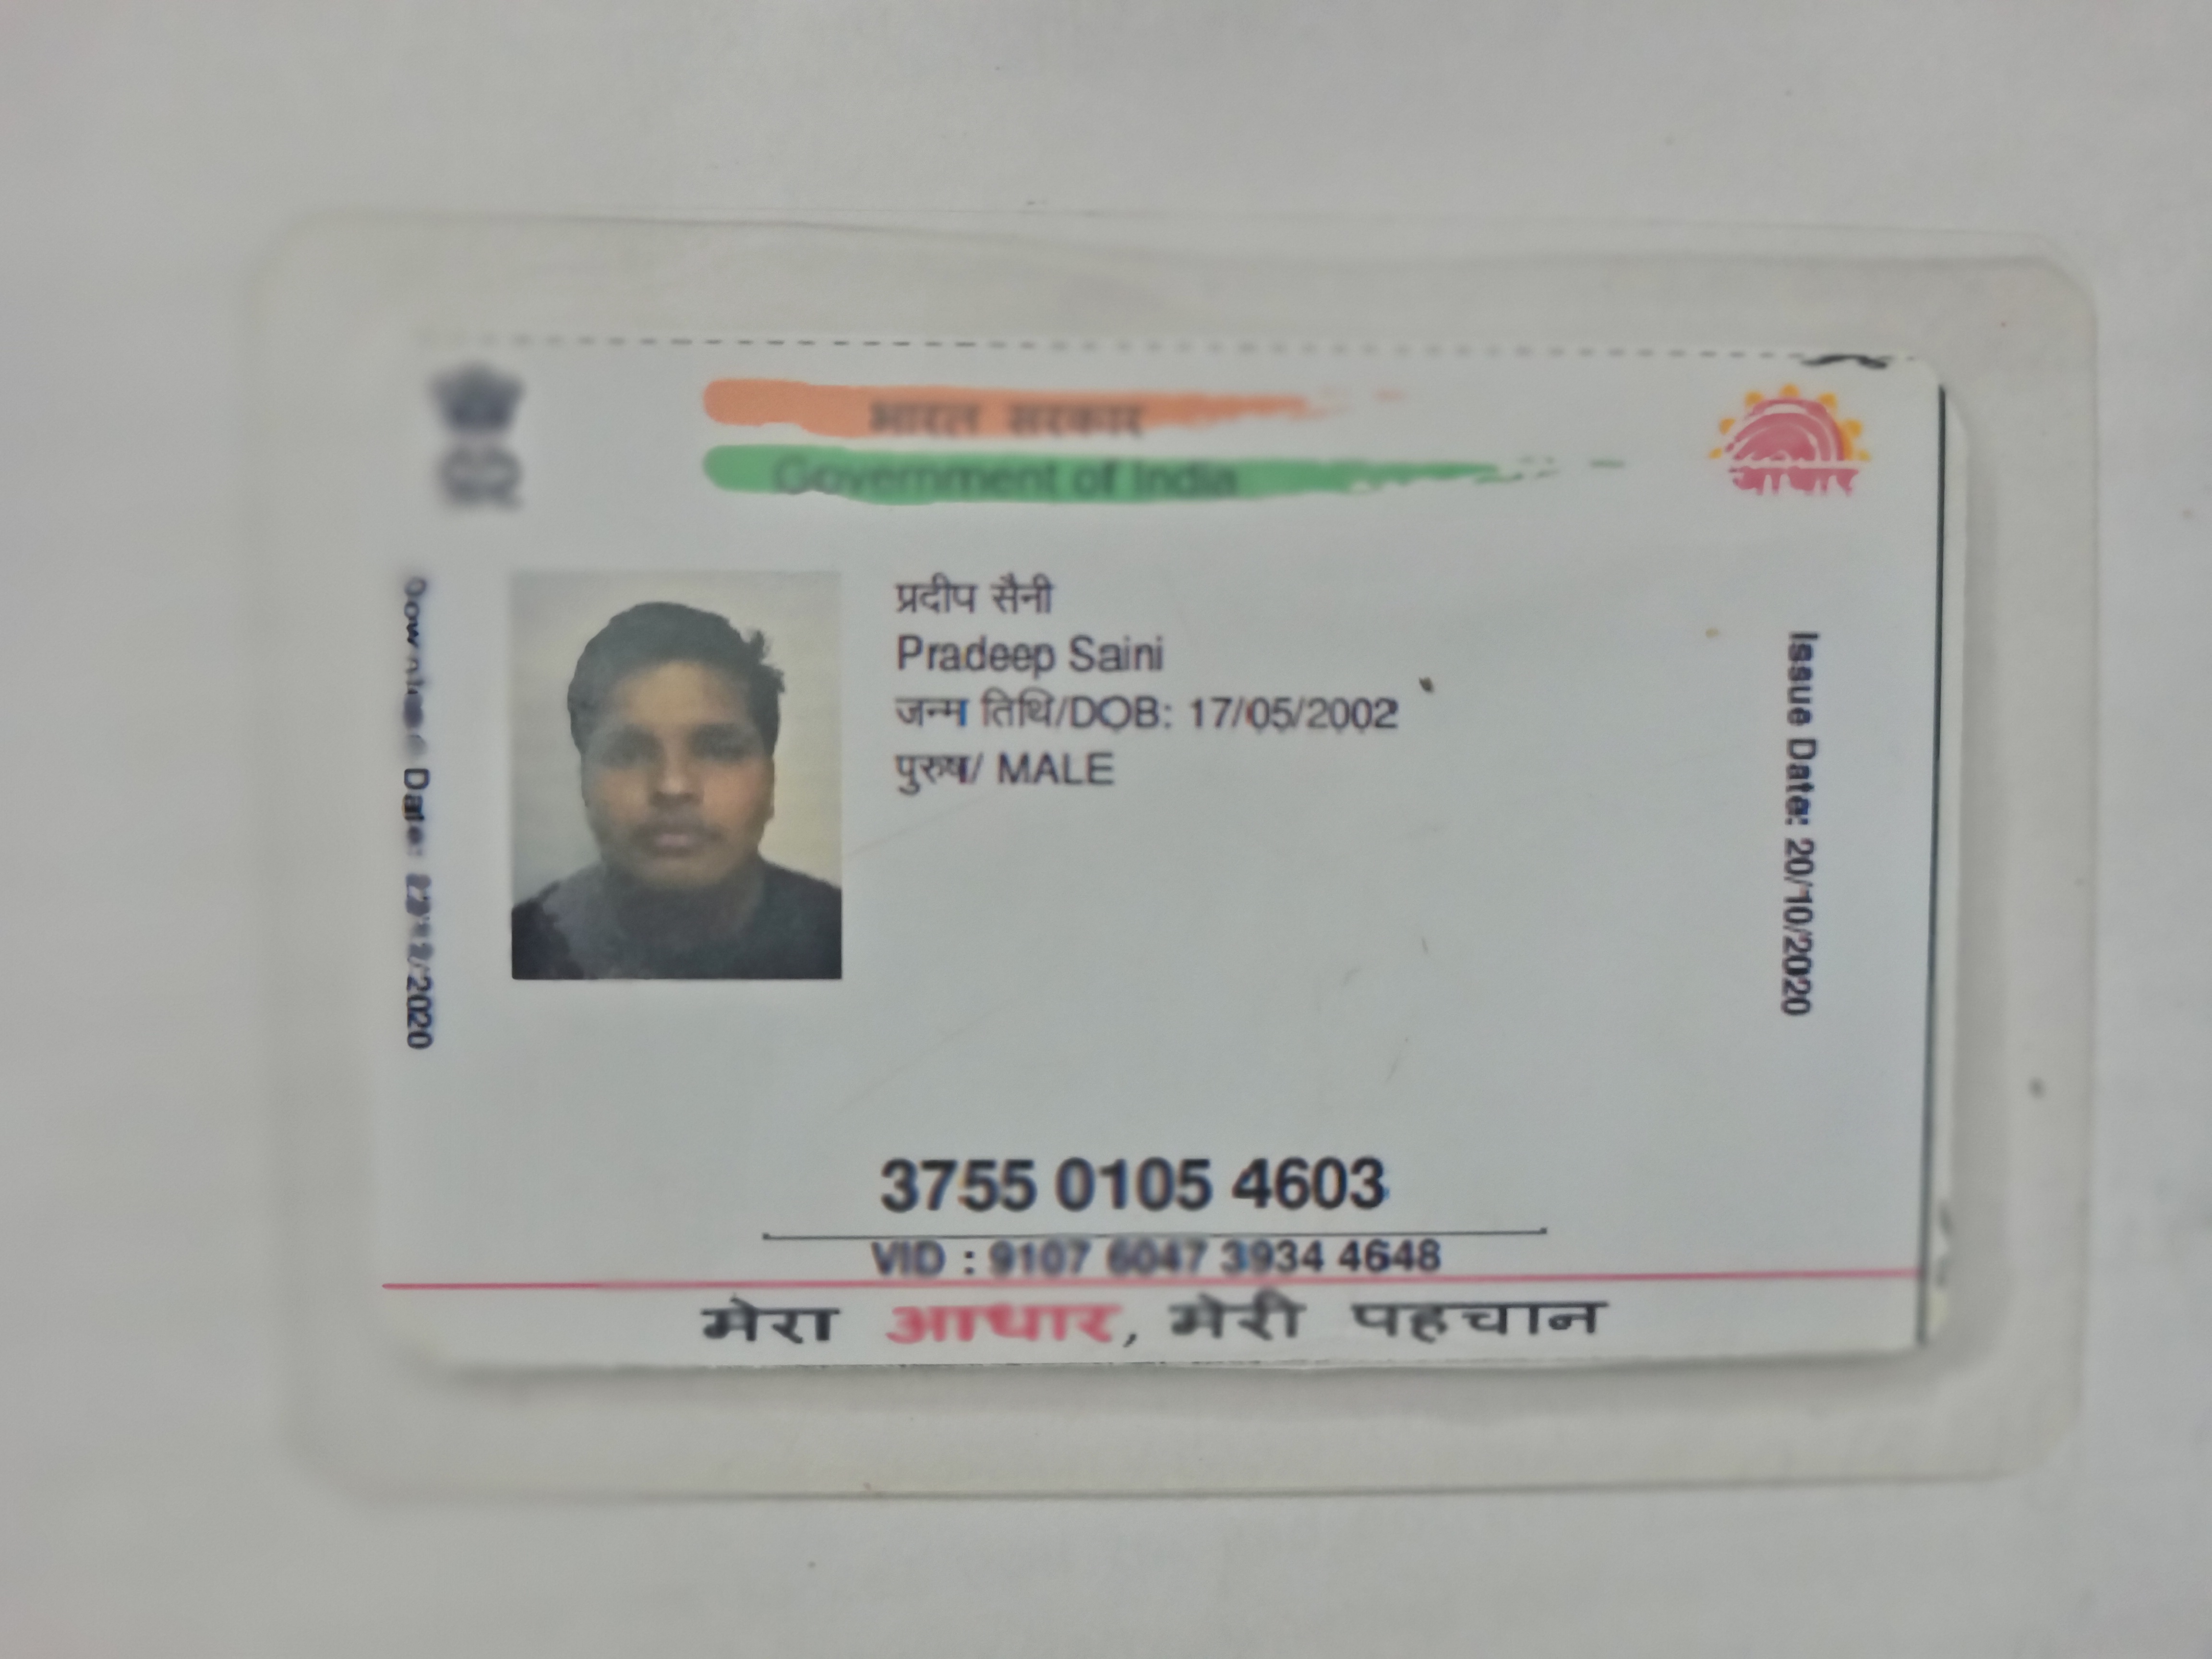 भारत सरकार
Government of India
आधार
प्रदीप सैनी
Pradeep Saini
जन्म तिथि/DOB: 17/05/2002
पुरुष/ MALE
Download Date: /2020
Issue Date: 20/10/2020
3755 0105 4603
VID : 9107 6047 3934 4648
मेरा आधार, मेरी पहचान